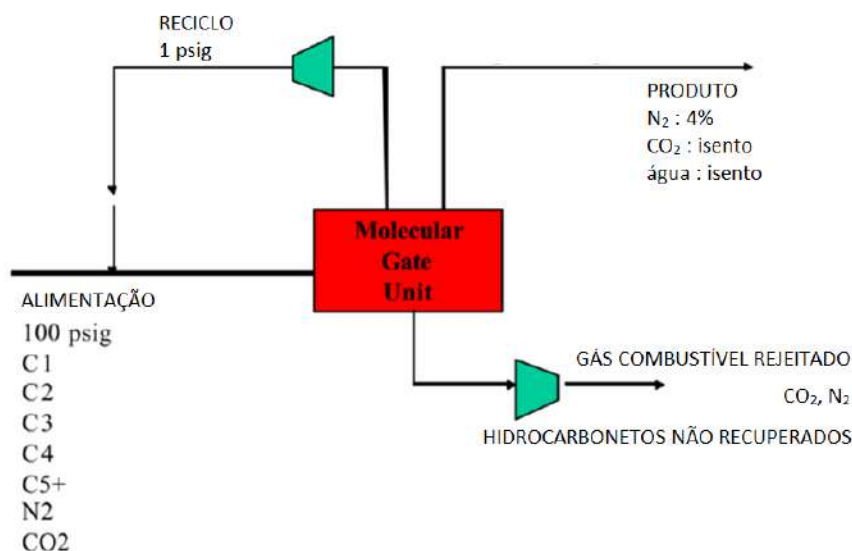 RECICLO
1 psig
PRODUTO
N₂ : 4%
CO₂ : isento
água : isento
Molecular
Gate
Unit
ALIMENTAÇÃO
100 psig
C1
C2
C3
C4
C5+
N2
CO2
GÁS COMBUSTÍVEL REJEITADO
CO₂, N₂
HIDROCARBONETOS NÃO RECUPERADOS